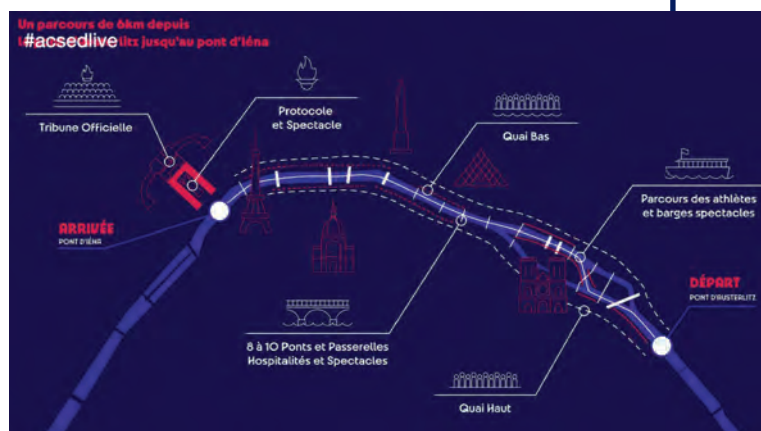 Un parcours de 6km depuis
#acsedlive litz jusqu'au pont d'Iéna
Tribune Officielle
Protocole
et Spectacle
Quai Bas
Parcours des athlètes
et barges spectacles
ARRIVÉE
PONT D'IÉNA
DÉPART
PONT D'AUSTERLITZ
8 à 10 Ponts et Passerelles
Hospitalités et Spectacles
Quai Haut